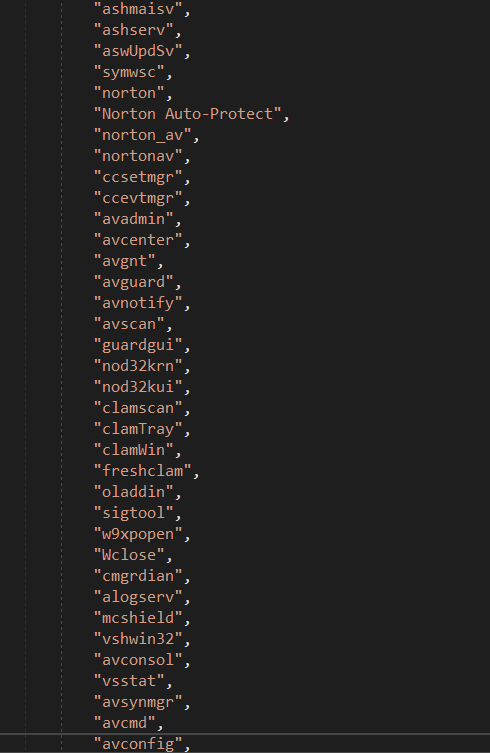 "ashmaisv",
"ashserv",
"aswUpdSv",
"symwsc",
"norton",
"Norton Auto-Protect",
"norton_av",
"nortonav",
"ccsetmgr",
"ccevtmgr",
"avadmin",
"avcenter",
"avgnt",
"avguard",
"avnotify",
"avscan",
"guardgui",
"nod32krn",
"nod32kui",
"clamscan",
"clamTray",
"clamWin",
"freshclam",
"oladdin",
"sigtool",
"w9xpopen",
"Wclose",
"cmgrdian",
"alogserv",
"mcshield",
"vshwin32",
"avconsol",
"vsstat",
"avsynmgr",
"avcmd",
"avconfig",